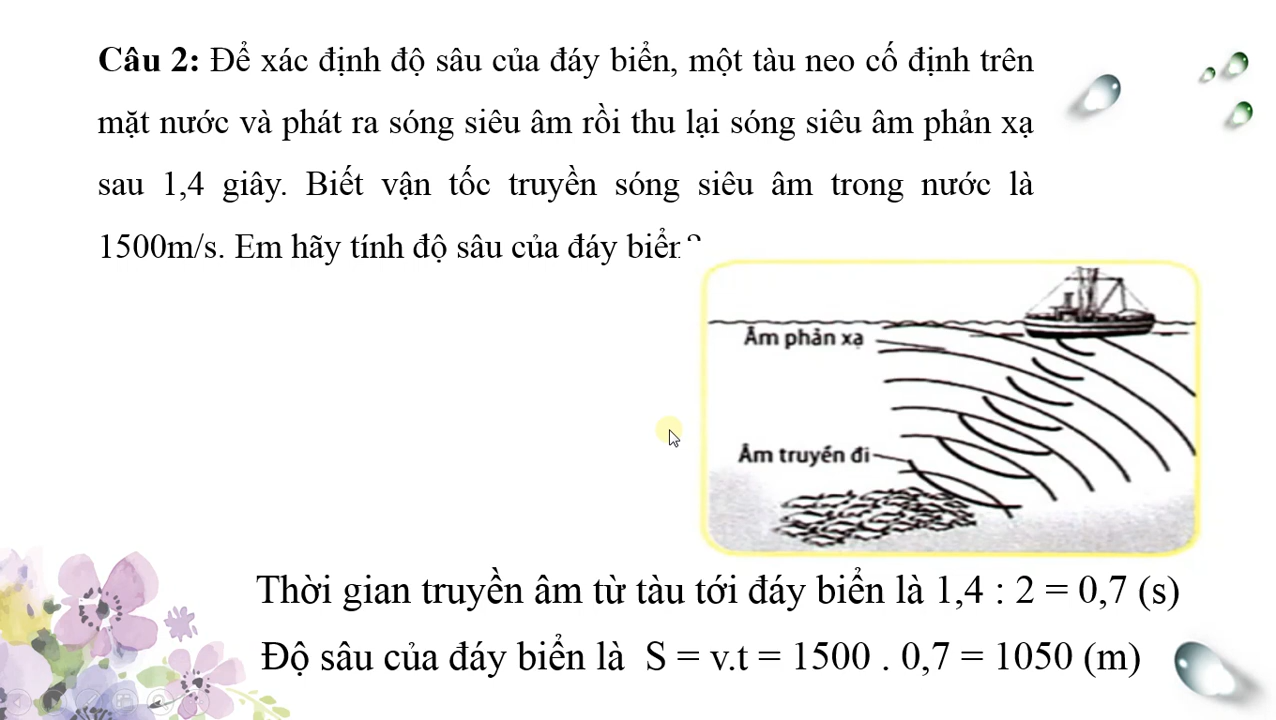 Câu 2: Để xác định độ sâu của đáy biển, một tàu neo cố định trên
mặt nước và phát ra sóng siêu âm rồi thu lại sóng siêu âm phản xạ
sau 1,4 giây. Biết vận tốc truyền sóng siêu âm trong nước là
1500m/s. Em hãy tính độ sâu của đáy biển?
Âm phản xạ
Âm truyền đi
Thời gian truyền âm từ tàu tới đáy biển là 1,4 : 2 = 0,7 (s)
Độ sâu của đáy biển là S = v.t = 1500 . 0,7 = 1050 (m)